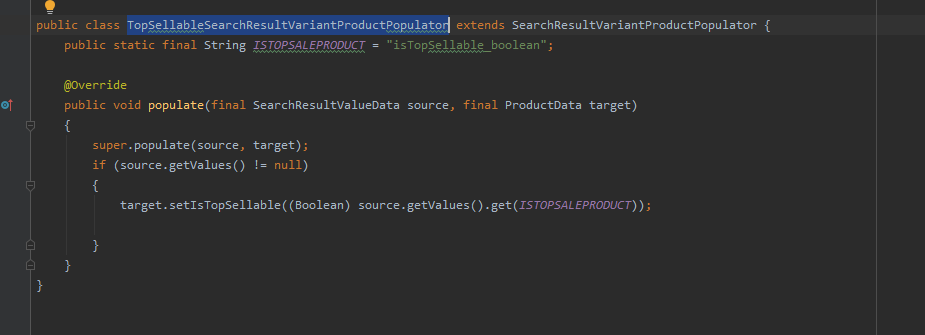 public class TopSellableSearchResultVariantProductPopulator extends SearchResultVariantProductPopulator {
public static final String ISTOPSALEPRODUCT = "isTopSellable_boolean";
@Override
public void populate(final SearchResultValueData source, final ProductData target)
{
super.populate(source, target);
if (source.getValues() != null)
{
target.setIsTopSellable((Boolean) source.getValues().get(ISTOPSALEPRODUCT));
}
}
}